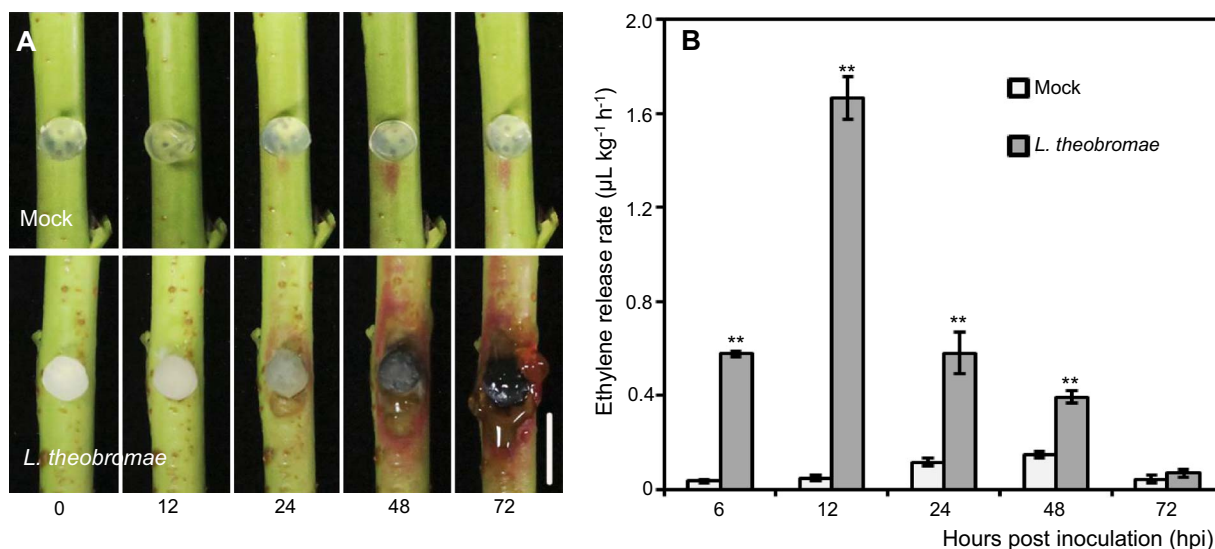 A
Mock
L. theobromae
0 12 24 48 72
B
2.0
1.6
1.2
0.8
0.4
0
Ethylene release rate (µL kg⁻¹ h⁻¹)
Mock
L. theobromae
**
**
**
**
6 12 24 48 72
Hours post inoculation (hpi)